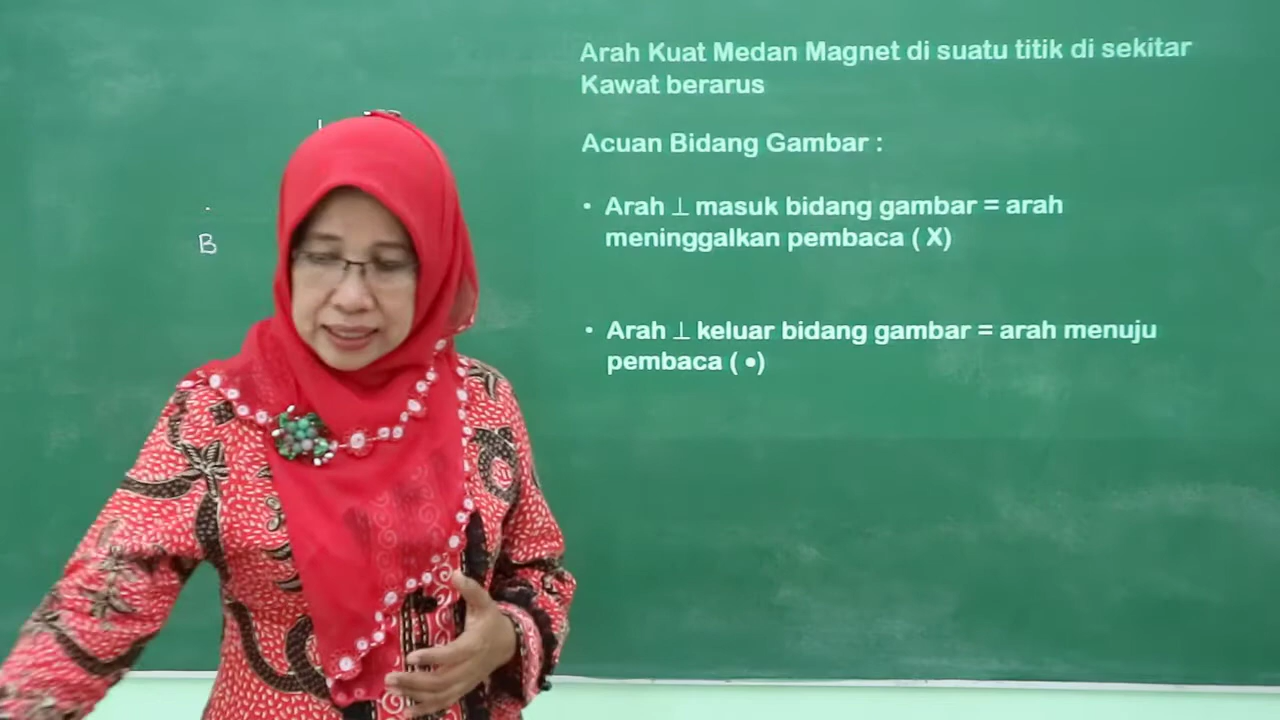 Arah Kuat Medan Magnet di suatu titik di sekitar
Kawat berarus
Acuan Bidang Gambar :
• Arah ⊥ masuk bidang gambar = arah
meninggalkan pembaca ( X)
• Arah ⊥ keluar bidang gambar = arah menuju
pembaca ( •)
B